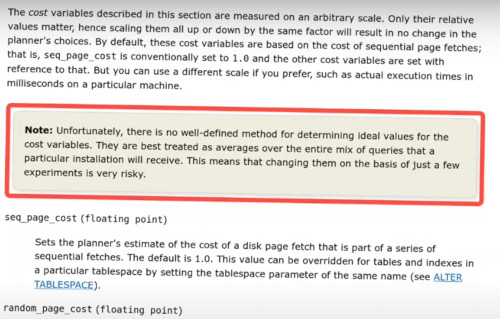 The cost variables described in this section are measured on an arbitrary scale. Only their relative
values matter, hence scaling them all up or down by the same factor will result in no change in the
planner's choices. By default, these cost variables are based on the cost of sequential page fetches;
that is, seq_page_cost is conventionally set to 1.0 and the other cost variables are set with
reference to that. But you can use a different scale if you prefer, such as actual execution times in
milliseconds on a particular machine.
Note: Unfortunately, there is no well-defined method for determining ideal values for the
cost variables. They are best treated as averages over the entire mix of queries that a
particular installation will receive. This means that changing them on the basis of just a few
experiments is very risky.
seq_page_cost (floating point)
Sets the planner's estimate of the cost of a disk page fetch that is part of a series of
sequential fetches. The default is 1.0. This value can be overridden for tables and indexes in
a particular tablespace by setting the tablespace parameter of the same name (see ALTER
TABLESPACE).
random_page_cost (floating point)